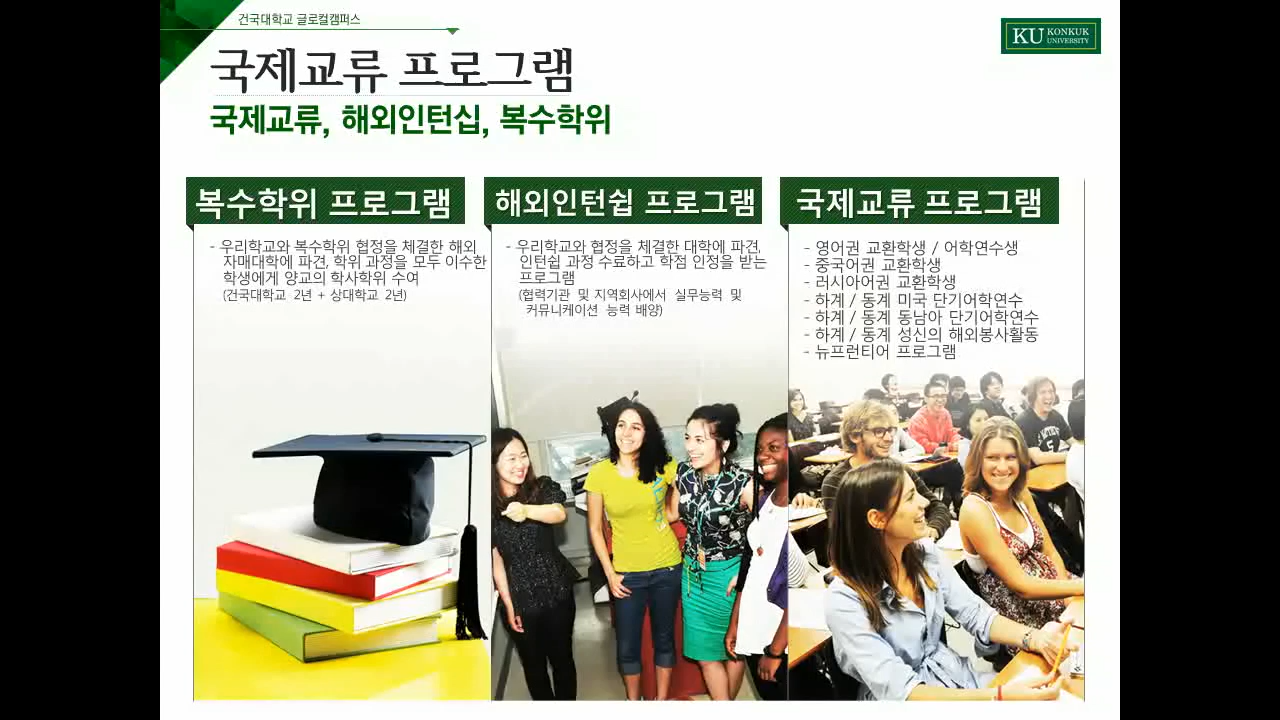 건국대학교 글로컬캠퍼스
KU KONKUK UNIVERSITY
국제교류 프로그램
국제교류, 해외인턴십, 복수학위
복수학위 프로그램
- 우리학교와 복수학위 협정을 체결한 해외
자매대학에 파견, 학위 과정을 모두 이수한
학생에게 양교의 학사학위 수여
(건국대학교 2년 + 상대학교 2년)
해외인턴쉽 프로그램
- 우리학교와 협정을 체결한 대학에 파견,
인턴쉽 과정 수료하고 학점 인정을 받는
프로그램
(협력기관 및 지역회사에서 실무능력 및
커뮤니케이션 능력 배양)
국제교류 프로그램
- 영어권 교환학생 / 어학연수생
- 중국어권 교환학생
- 러시아어권 교환학생
- 하계 / 동계 미국 단기어학연수
- 하계 / 동계 동남아 단기어학연수
- 하계 / 동계 성신의 해외봉사활동
- 뉴프런티어 프로그램